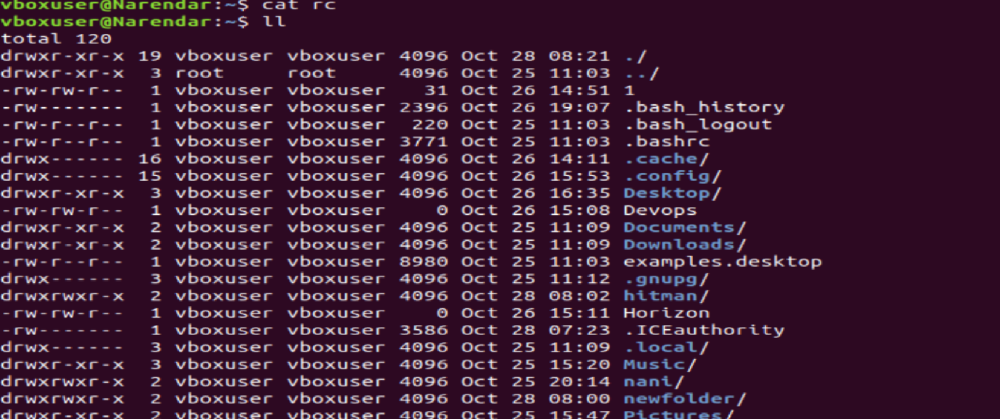 vboxuser@Narendar:~$ cat rc
vboxuser@Narendar:~$ ll
total 120
drwxr-xr-x 19 vboxuser vboxuser 4096 Oct 28 08:21 ./
drwxr-xr-x  3 root     root     4096 Oct 25 11:03 ../
-rw-rw-r--  1 vboxuser vboxuser   31 Oct 26 14:51 1
-rw-------  1 vboxuser vboxuser 2396 Oct 26 19:07 .bash_history
-rw-r--r--  1 vboxuser vboxuser  220 Oct 25 11:03 .bash_logout
-rw-r--r--  1 vboxuser vboxuser 3771 Oct 25 11:03 .bashrc
drwx------ 16 vboxuser vboxuser 4096 Oct 26 14:11 .cache/
drwx------ 15 vboxuser vboxuser 4096 Oct 26 15:53 .config/
drwxr-xr-x  3 vboxuser vboxuser 4096 Oct 26 16:35 Desktop/
-rw-rw-r--  1 vboxuser vboxuser    0 Oct 26 15:08 Devops
drwxr-xr-x  2 vboxuser vboxuser 4096 Oct 25 11:09 Documents/
drwxr-xr-x  2 vboxuser vboxuser 4096 Oct 25 11:09 Downloads/
-rw-r--r--  1 vboxuser vboxuser 8980 Oct 25 11:03 examples.desktop
drwx------  3 vboxuser vboxuser 4096 Oct 25 11:12 .gnupg/
drwxrwxr-x  2 vboxuser vboxuser 4096 Oct 28 08:02 hitman/
-rw-rw-r--  1 vboxuser vboxuser    0 Oct 26 15:11 Horizon
-rw-------  1 vboxuser vboxuser 3586 Oct 28 07:23 .ICEauthority
drwx------  3 vboxuser vboxuser 4096 Oct 25 11:09 .local/
drwxr-xr-x  3 vboxuser vboxuser 4096 Oct 25 15:20 Music/
drwxrwxr-x  2 vboxuser vboxuser 4096 Oct 25 20:14 nani/
drwxrwxr-x  2 vboxuser vboxuser 4096 Oct 28 08:00 newfolder/
drwxr-xr-x  2 vboxuser vboxuser 4096 Oct 25 15:47 Pictures/